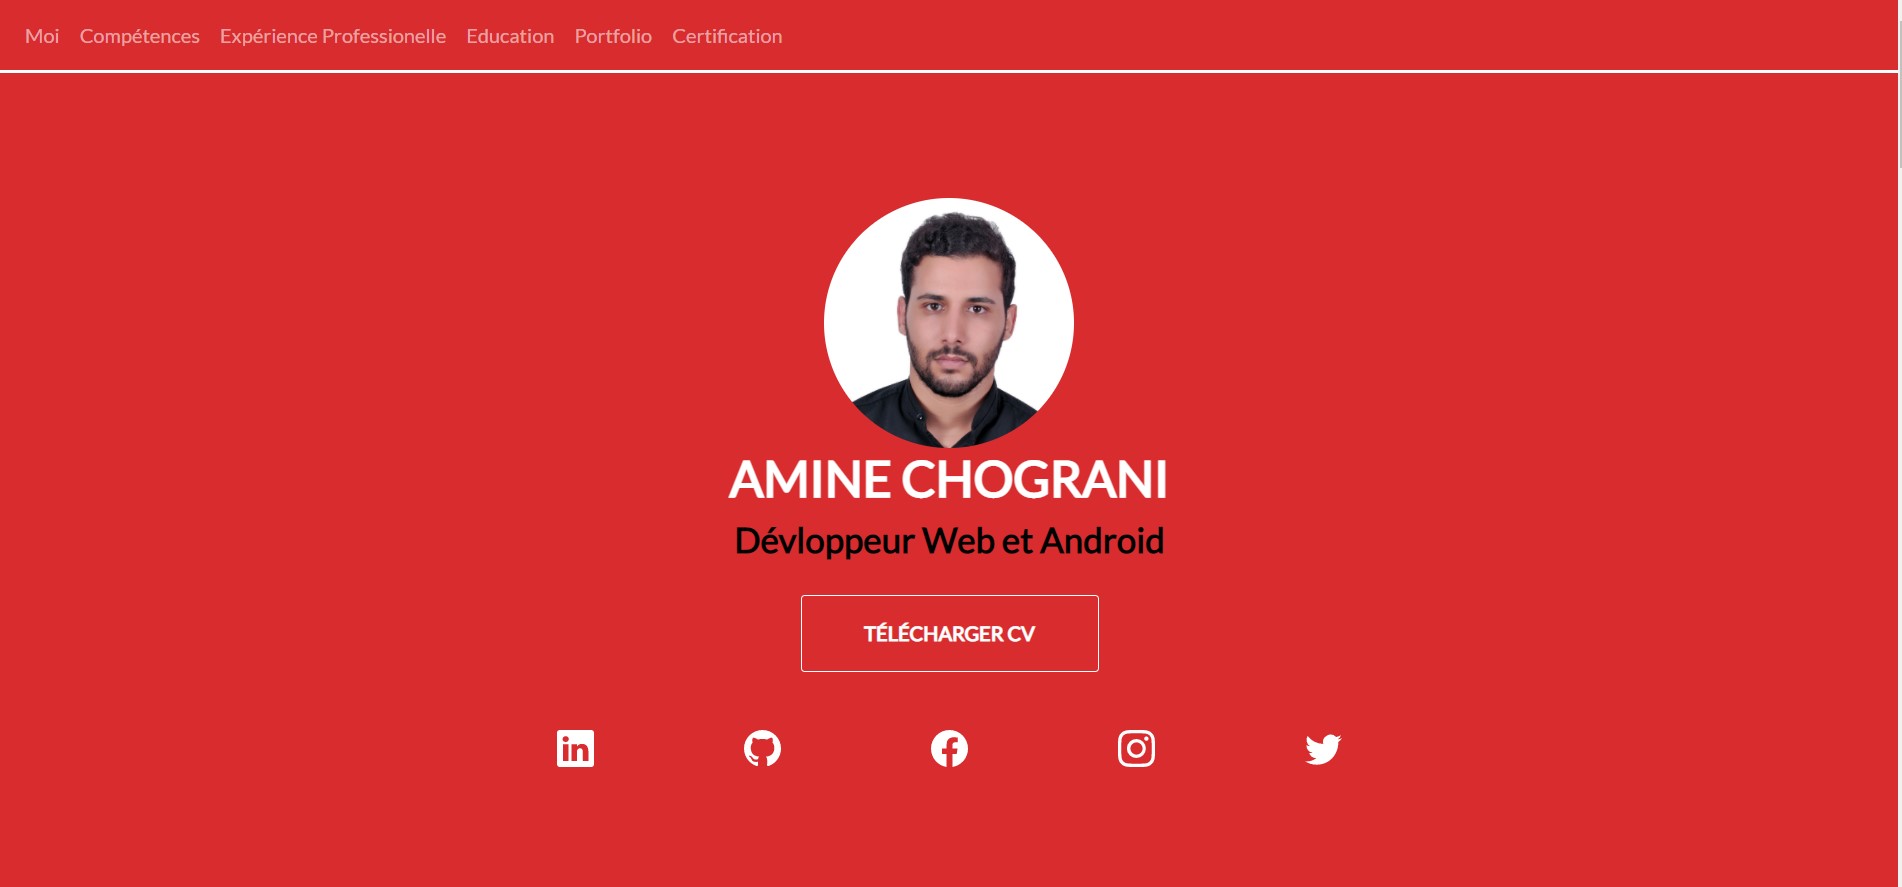 Moi Compétences Expérience Professionelle Education Portfolio Certification
AMINE CHOGRANI
Dévloppeur Web et Android
TÉLÉCHARGER CV